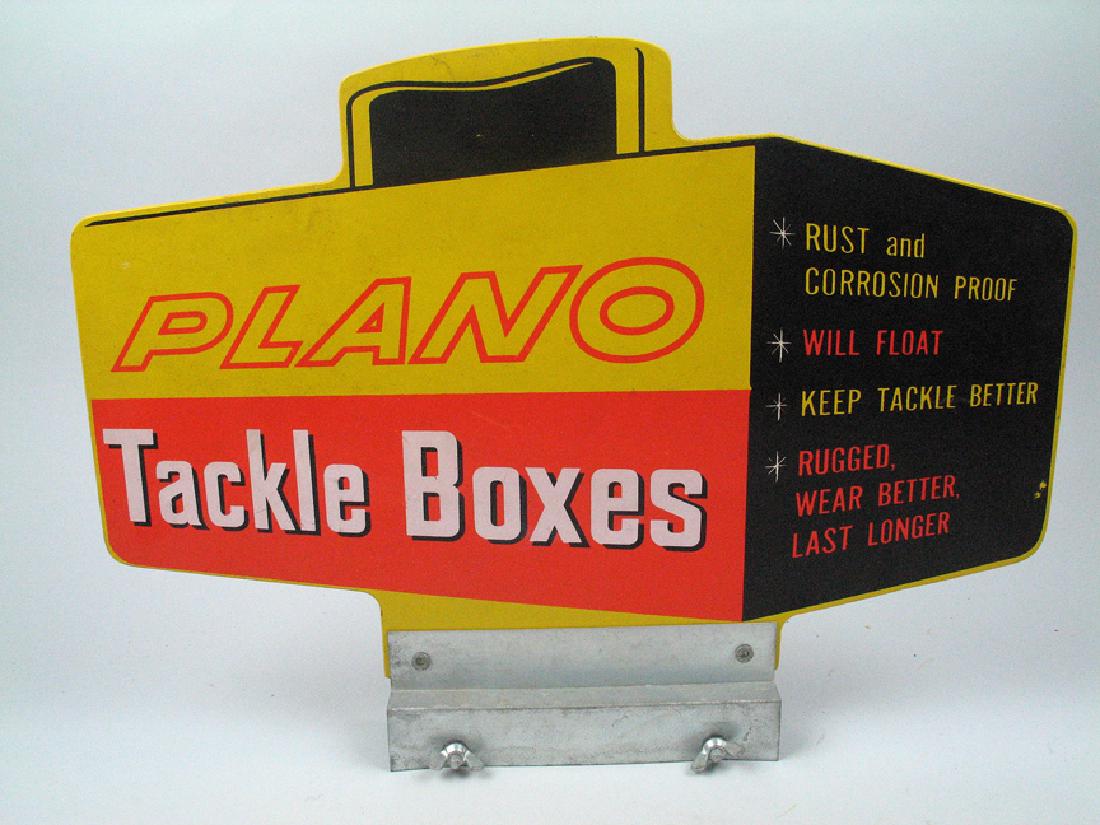 PLANO
Tackle Boxes
RUST and
CORROSION PROOF
WILL FLOAT
KEEP TACKLE BETTER
RUGGED,
WEAR BETTER,
LAST LONGER